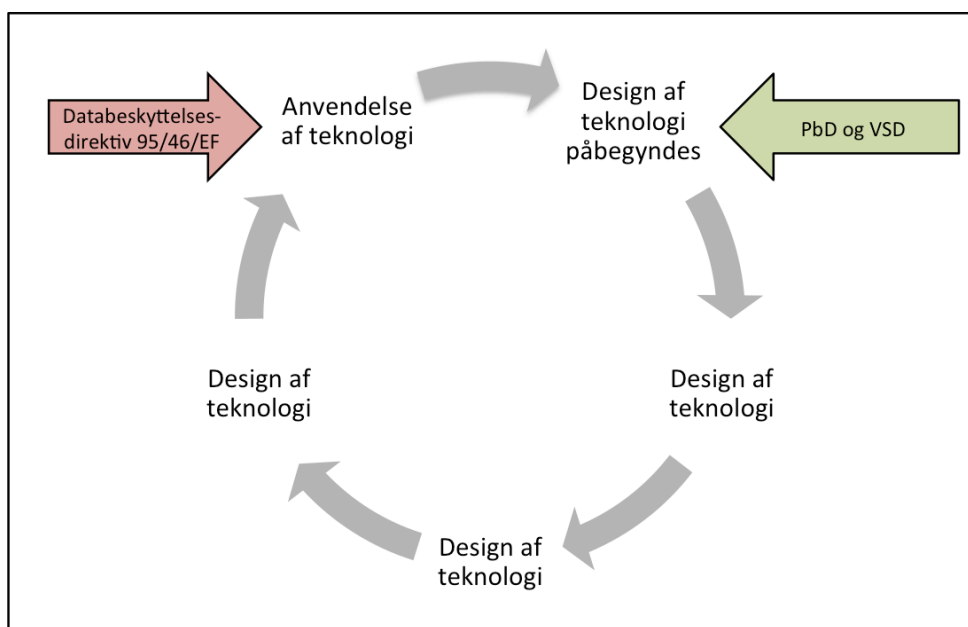 Databeskyttelses-
direktiv 95/46/EF
Anvendelse
af teknologi
Design af
teknologi
påbegyndes
PbD og VSD
Design af
teknologi
Design af
teknologi
Design af
teknologi